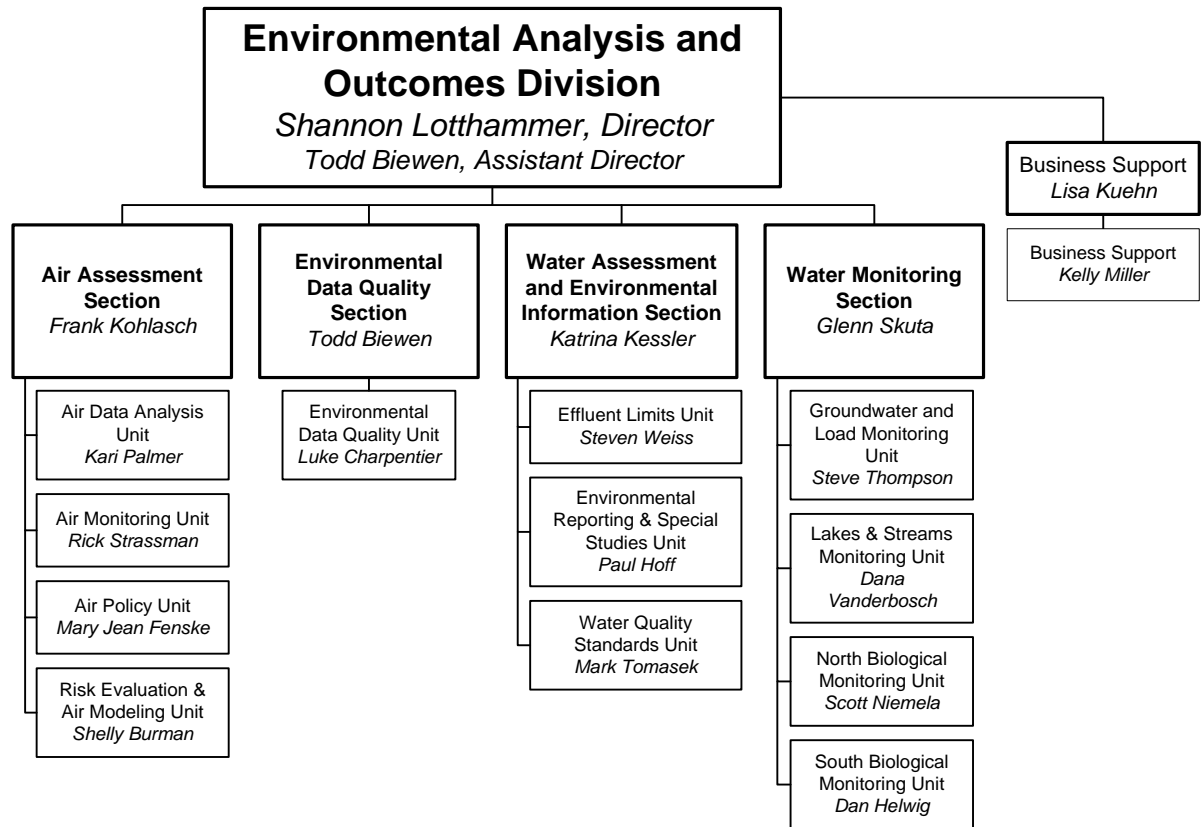 Environmental Analysis and
Outcomes Division
Shannon Lotthammer, Director
Todd Biewen, Assistant Director
Business Support
Lisa Kuehn
Business Support
Kelly Miller
Air Assessment
Section
Frank Kohlasch
Environmental
Data Quality
Section
Todd Biewen
Water Assessment
and Environmental
Information Section
Katrina Kessler
Water Monitoring
Section
Glenn Skuta
Air Data Analysis
Unit
Kari Palmer
Air Monitoring Unit
Rick Strassman
Air Policy Unit
Mary Jean Fenske
Risk Evaluation &
Air Modeling Unit
Shelly Burman
Environmental
Data Quality Unit
Luke Charpentier
Effluent Limits Unit
Steven Weiss
Environmental
Reporting & Special
Studies Unit
Paul Hoff
Water Quality
Standards Unit
Mark Tomasek
Groundwater and
Load Monitoring
Unit
Steve Thompson
Lakes & Streams
Monitoring Unit
Dana
Vanderbosch
North Biological
Monitoring Unit
Scott Niemela
South Biological
Monitoring Unit
Dan Helwig